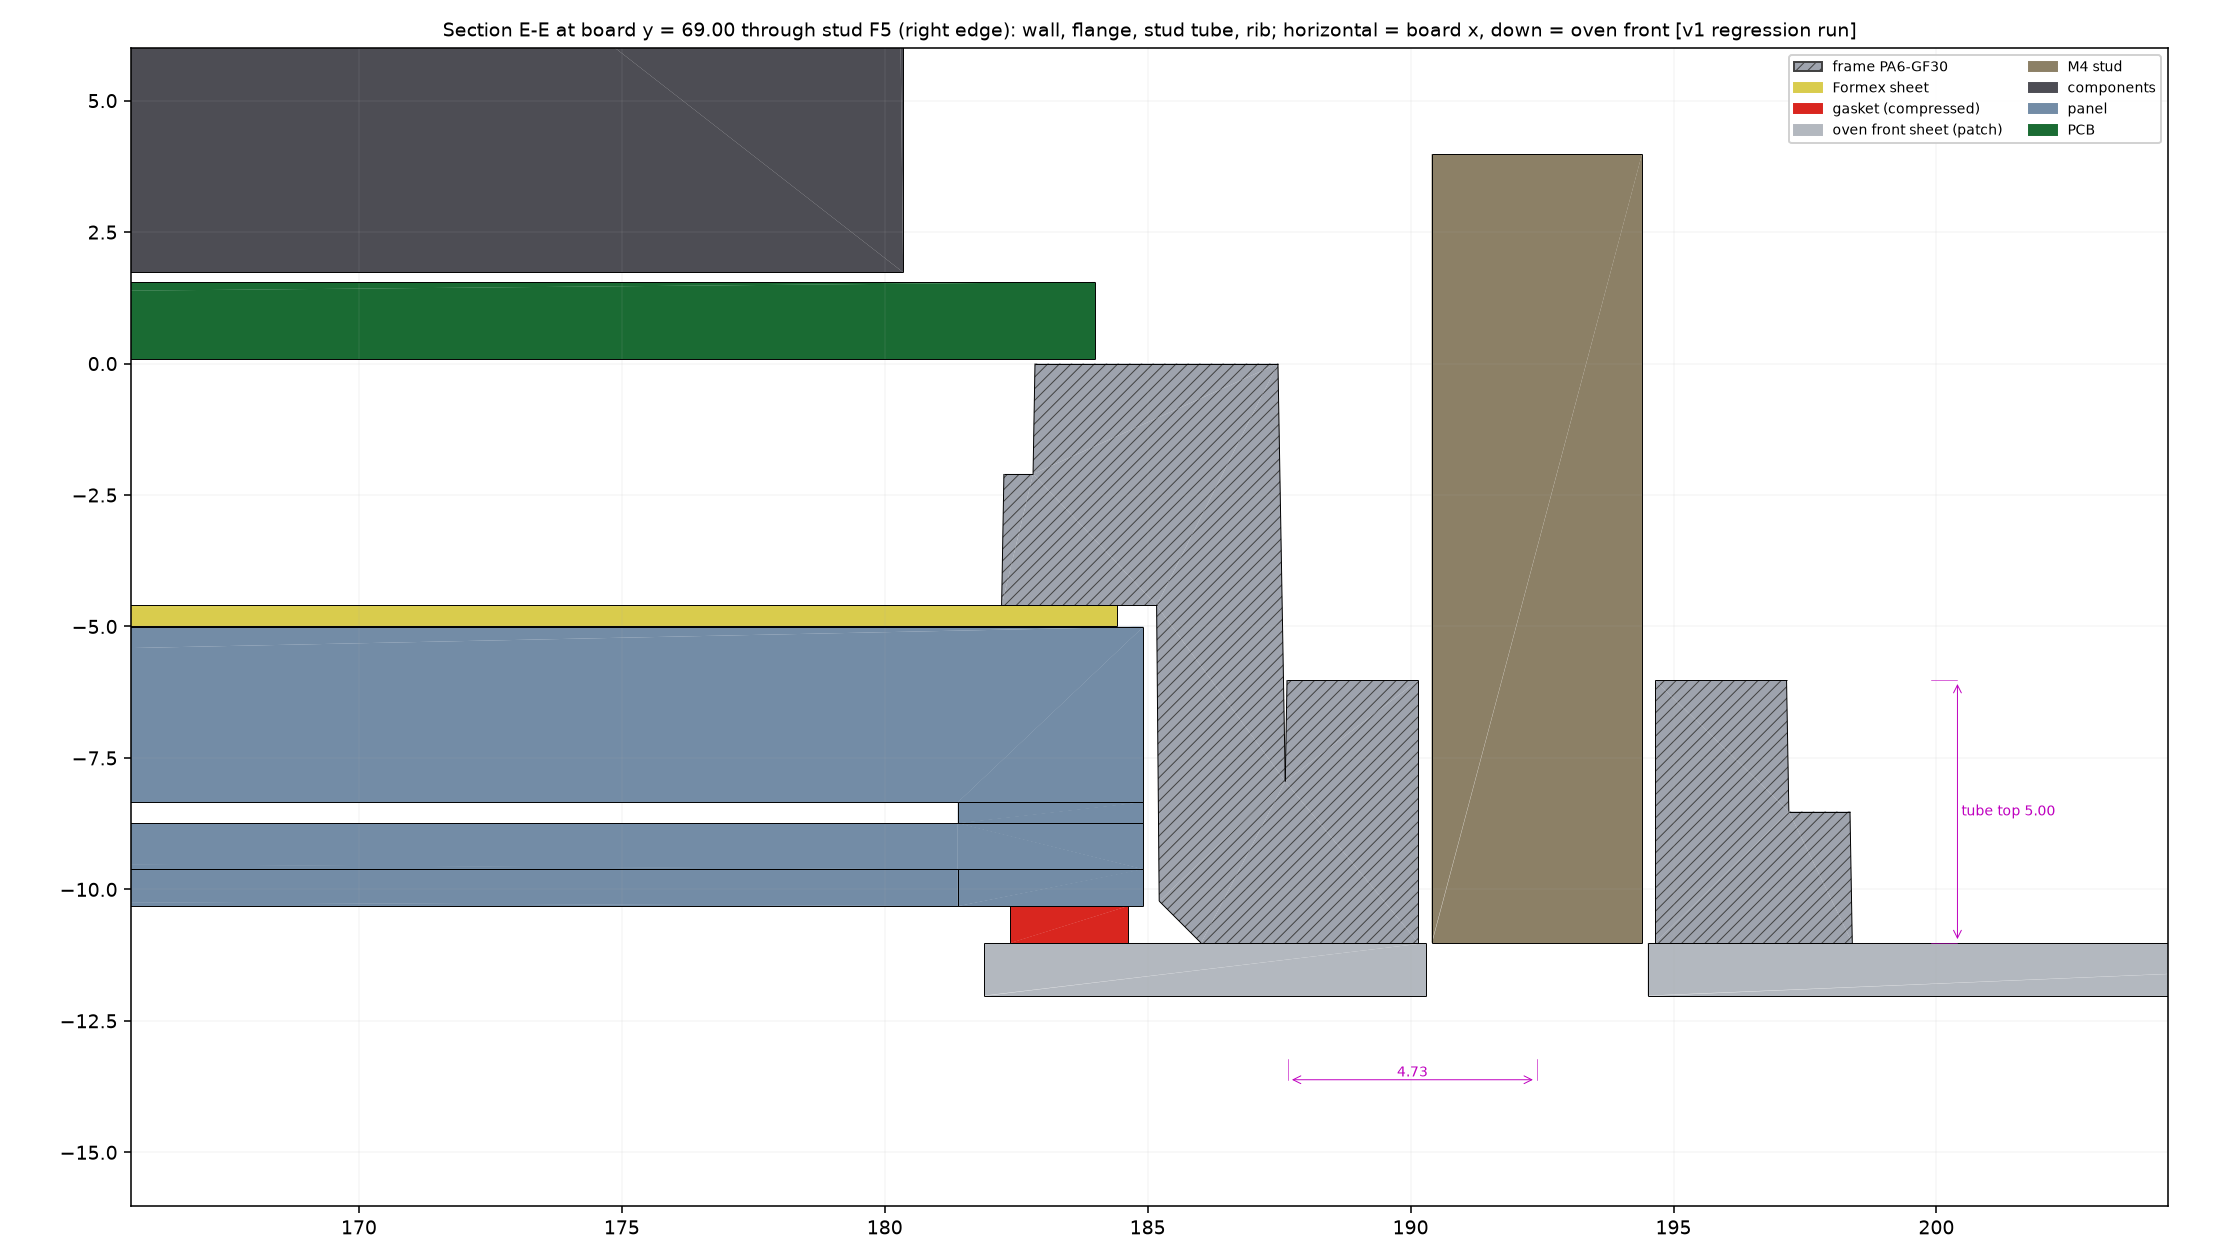 Section E-E at board y = 69.00 through stud F5 (right edge): wall, flange, stud tube, rib; horizontal = board x, down = oven front [v1 regression run]
frame PA6-GF30
Formex sheet
gasket (compressed)
oven front sheet (patch)
M4 stud
components
panel
PCB
5.0
2.5
0.0
−2.5
−5.0
−7.5
−10.0
−12.5
−15.0
tube top 5.00
4.73
170
175
180
185
190
195
200